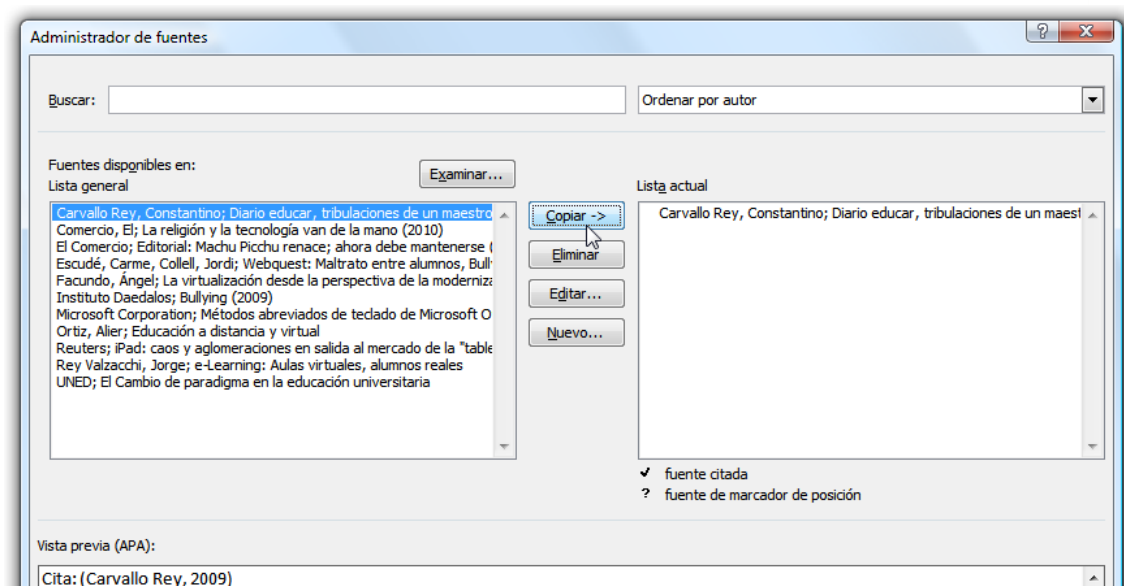 Administrador de fuentes
Buscar:
Ordenar por autor
Fuentes disponibles en:
Lista general
Examinar...
Lista actual
Carvallo Rey, Constantino; Diario educar, tribulaciones de un maestro
Comercio, El; La religión y la tecnología van de la mano (2010)
El Comercio; Editorial: Machu Picchu renace; ahora debe mantenerse (
Escudé, Carme, Collell, Jordi; Webquest: Maltrato entre alumnos, Bull
Facundo, Ángel; La virtualización desde la perspectiva de la moderniza
Instituto Daedalos; Bullying (2009)
Microsoft Corporation; Métodos abreviados de teclado de Microsoft O
Ortiz, Alier; Educación a distancia y virtual
Reuters; iPad: caos y aglomeraciones en salida al mercado de la "table
Rey Valzacchi, Jorge; e-Learning: Aulas virtuales, alumnos reales
UNED; El Cambio de paradigma en la educación universitaria
Copiar ->
Eliminar
Editar...
Nuevo...
Carvallo Rey, Constantino; Diario educar, tribulaciones de un maest
✓ fuente citada
? fuente de marcador de posición
Vista previa (APA):
Cita: (Carvallo Rey, 2009)